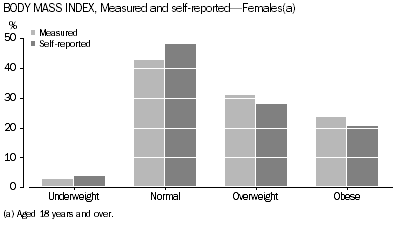 BODY MASS INDEX, Measured and self-reported—Females(a)
%
50
Measured
Self-reported
40
30
20
10
0
Underweight Normal Overweight Obese
(a) Aged 18 years and over.